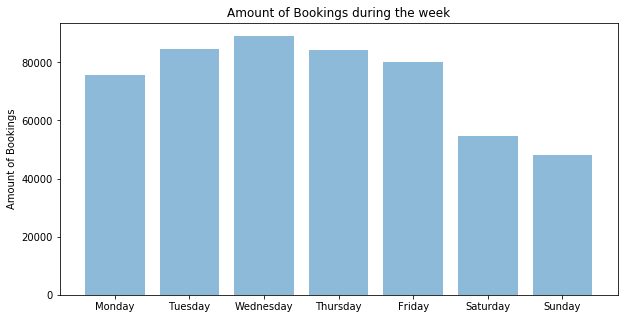 Amount of Bookings during the week
Amount of Bookings
80000
60000
40000
20000
0
Monday Tuesday Wednesday Thursday Friday Saturday Sunday